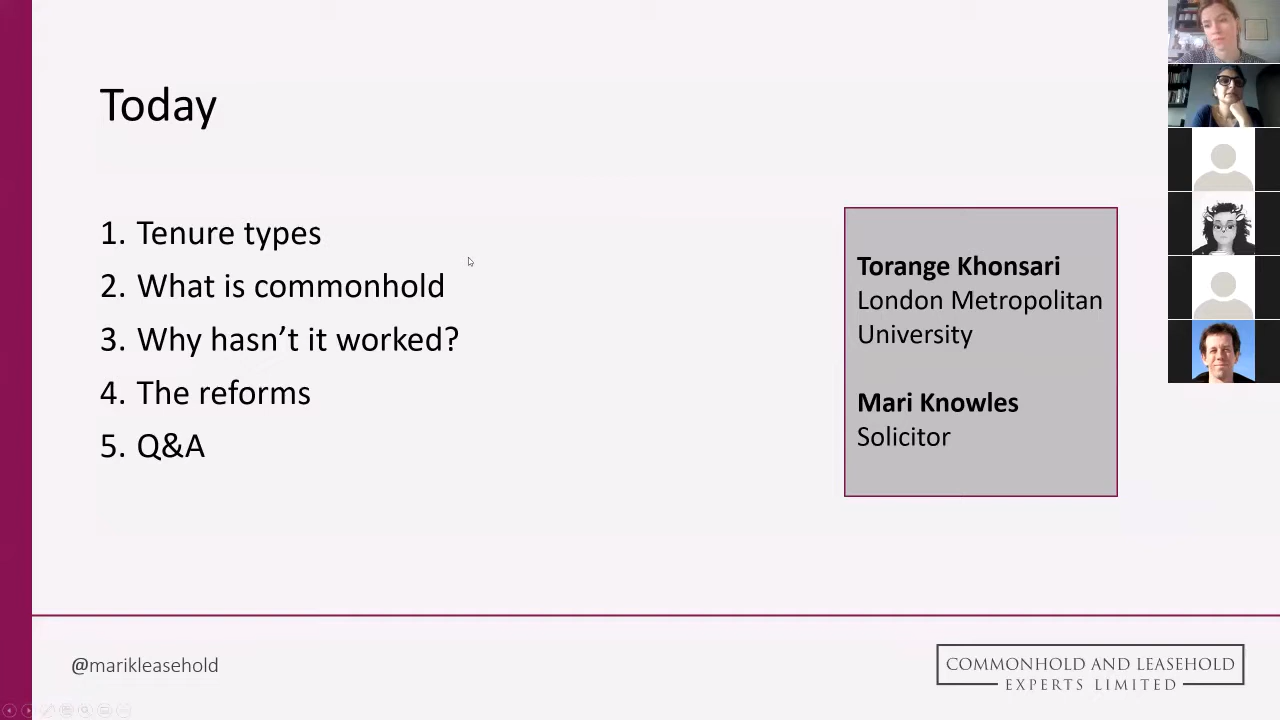 Today
1. Tenure types
2. What is commonhold
3. Why hasn’t it worked?
4. The reforms
5. Q&A
Torange Khonsari
London Metropolitan
University
Mari Knowles
Solicitor
@marikleasehold
COMMONHOLD AND LEASEHOLD
EXPERTS LIMITED